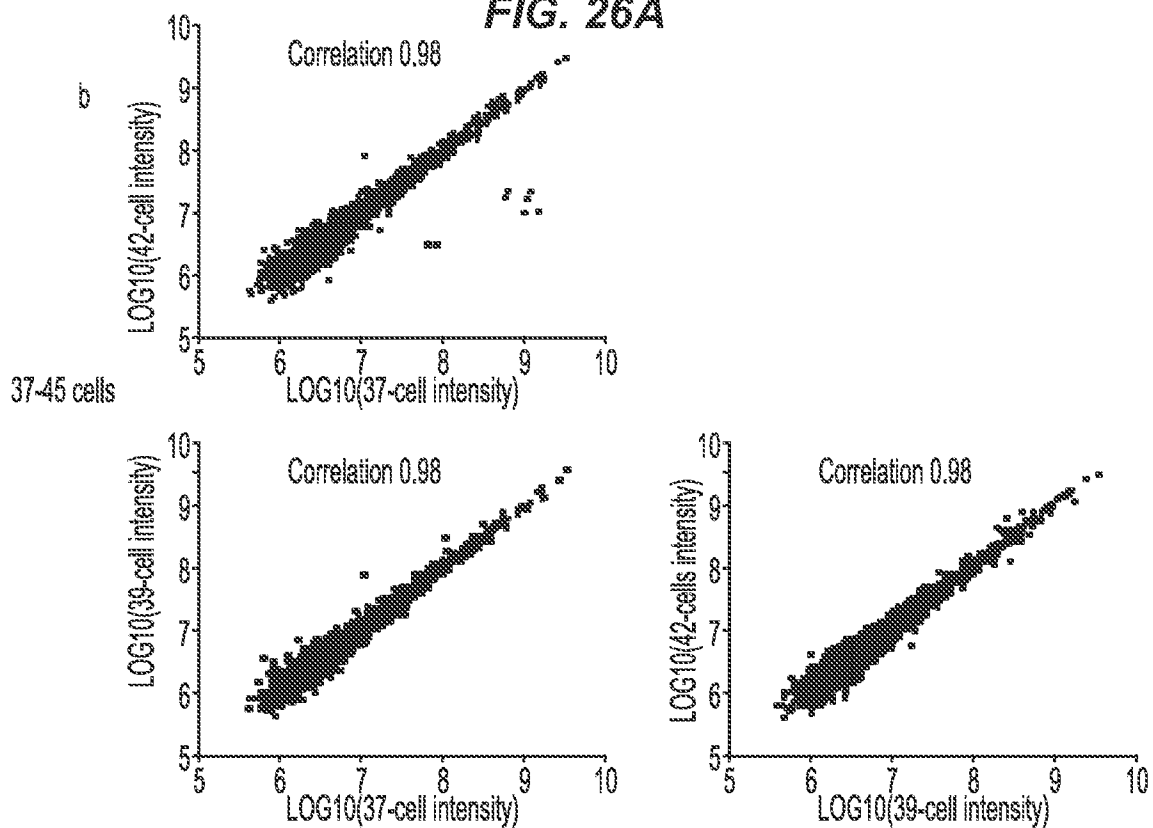 FIG. 26A
b
Correlation 0.98
LOG10(42-cell intensity)
10
9
8
7
6
5
5 6 7 8 9 10
LOG10(37-cell intensity)
37-45 cells
Correlation 0.98
LOG10(39-cell intensity)
10
9
8
7
6
5
5 6 7 8 9 10
LOG10(37-cell intensity)
Correlation 0.98
LOG10(42-cells intensity)
10
9
8
7
6
5
5 6 7 8 9 10
LOG10(39-cell intensity)